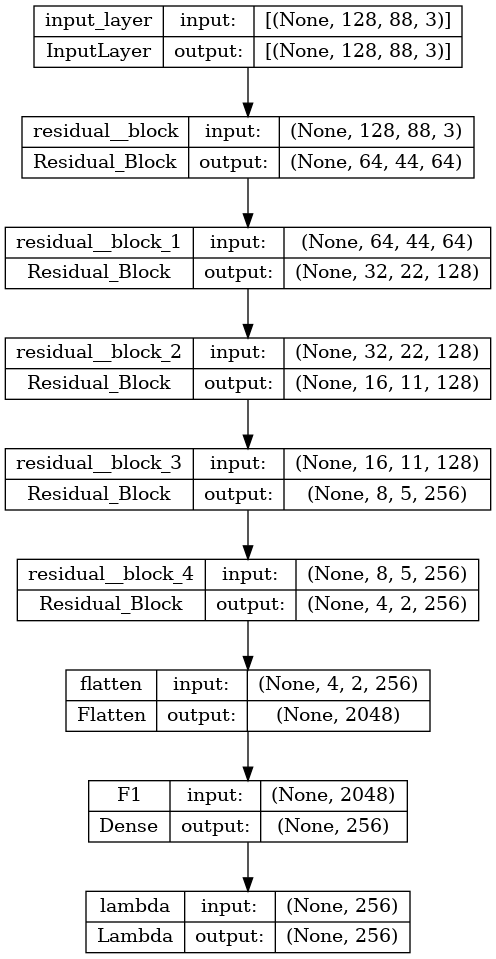 input_layer input: [(None, 128, 88, 3)]
InputLayer output: [(None, 128, 88, 3)]
residual__block input: (None, 128, 88, 3)
Residual_Block output: (None, 64, 44, 64)
residual__block_1 input: (None, 64, 44, 64)
Residual_Block output: (None, 32, 22, 128)
residual__block_2 input: (None, 32, 22, 128)
Residual_Block output: (None, 16, 11, 128)
residual__block_3 input: (None, 16, 11, 128)
Residual_Block output: (None, 8, 5, 256)
residual__block_4 input: (None, 8, 5, 256)
Residual_Block output: (None, 4, 2, 256)
flatten input: (None, 4, 2, 256)
Flatten output: (None, 2048)
F1 input: (None, 2048)
Dense output: (None, 256)
lambda input: (None, 256)
Lambda output: (None, 256)